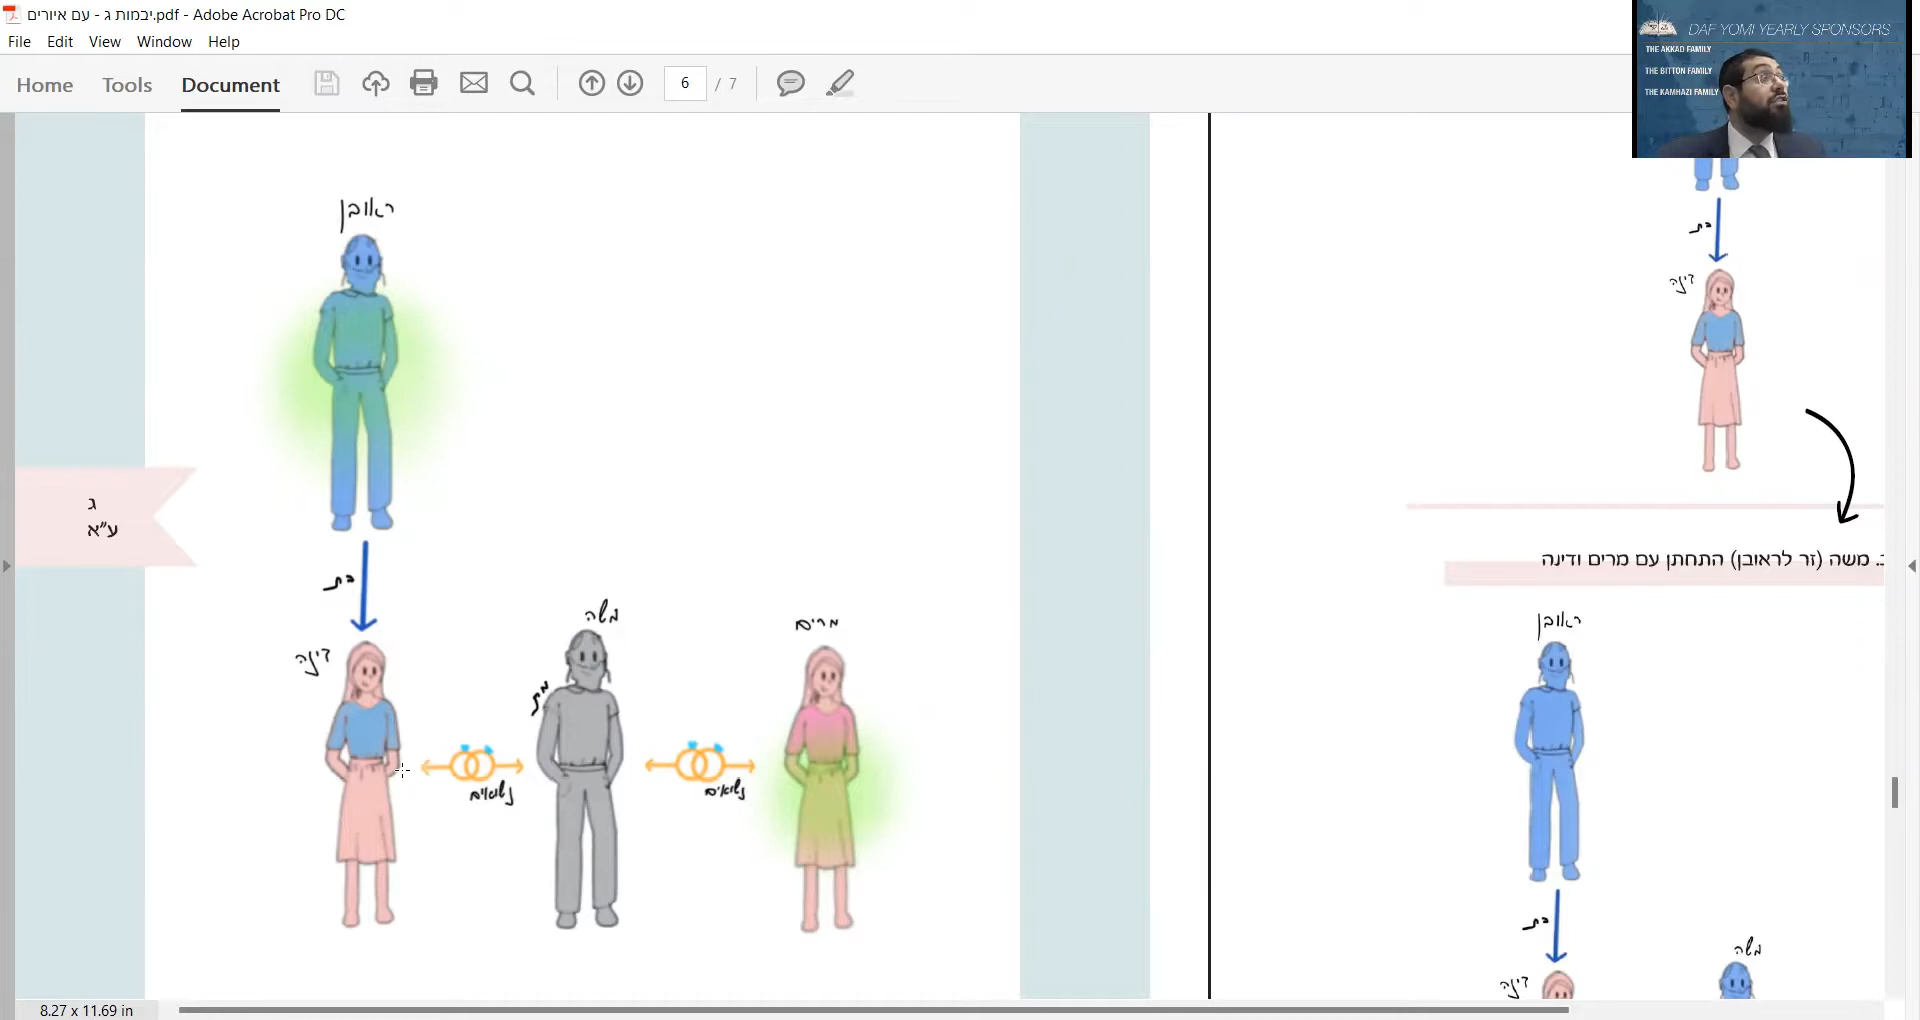 יבמות ג - עם איורים.pdf - Adobe Acrobat Pro DC
File Edit View Window Help
Home Tools Document 6 / 7
DAF YOMI YEARLY SPONSORS
THE AKKAD FAMILY
THE BITTON FAMILY
THE KAMHAZI FAMILY
ראובן
בת
דינה
משה
מת
מרים
נשואים
נשואים
ג
ע"א
בת
דינה
ב. משה (זר לראובן) התחתן עם מרים ודינה
ראובן
בת
דינה
משה
8.27 x 11.69 in